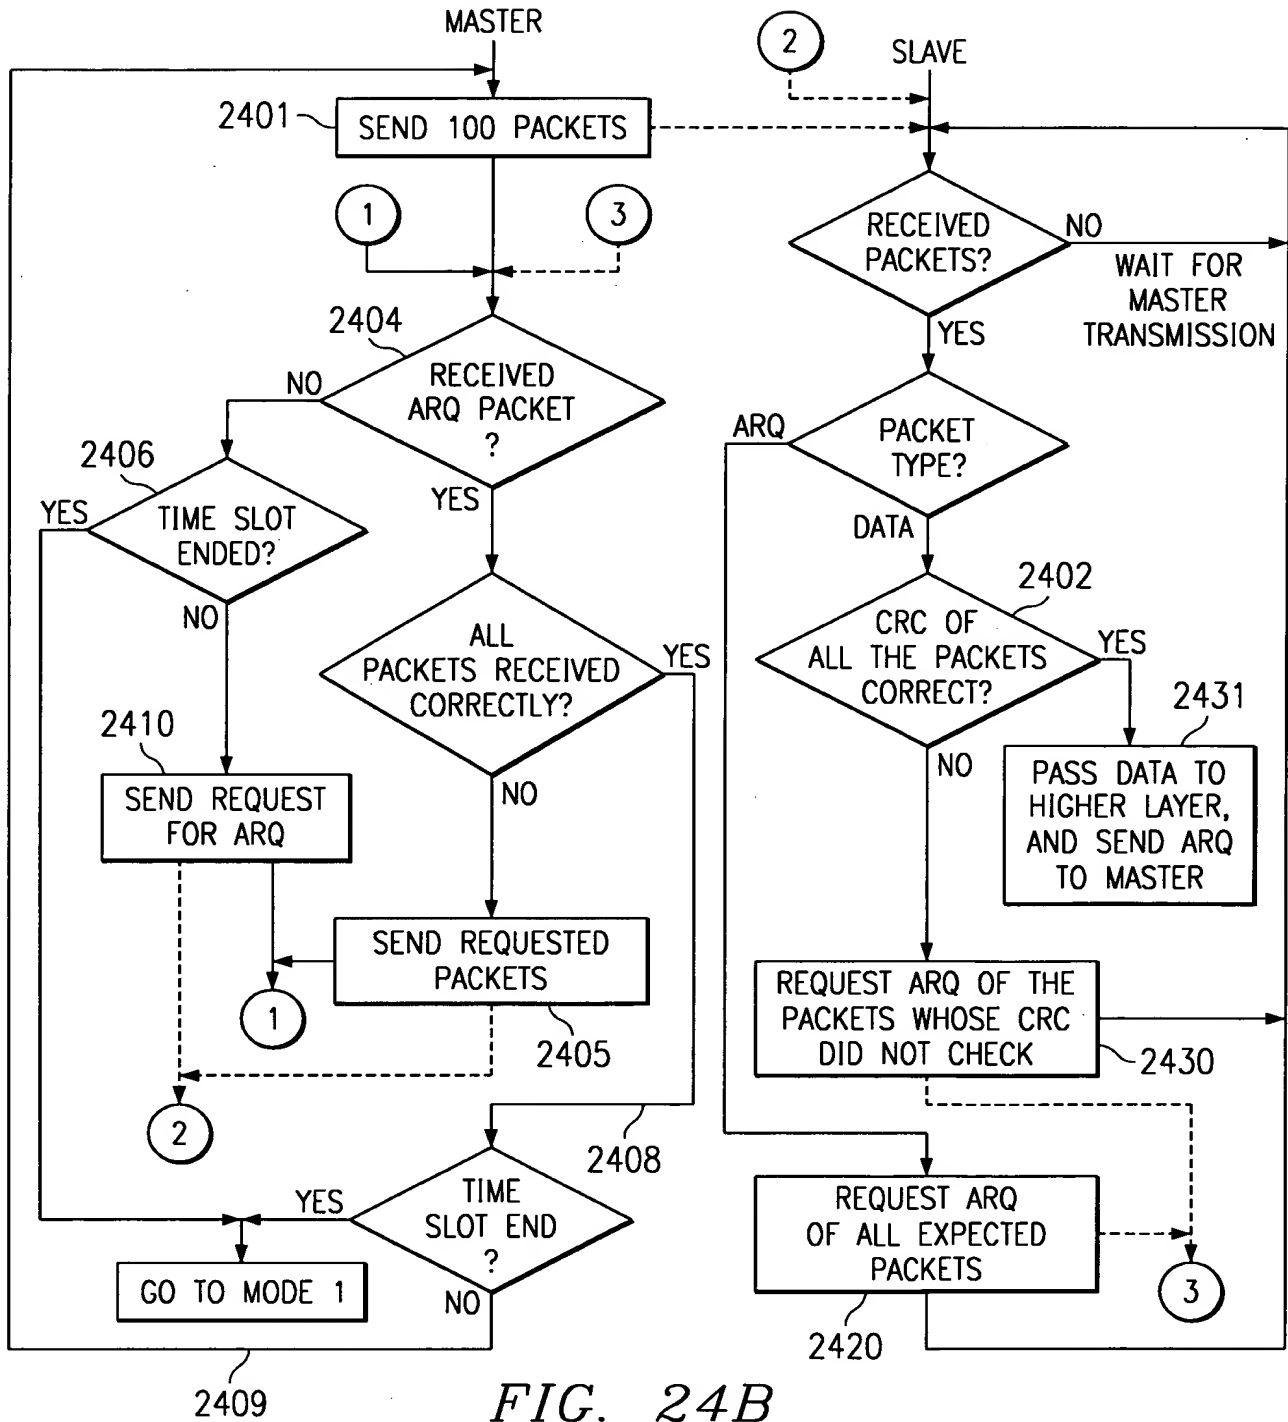 MASTER
2401
SEND 100 PACKETS
1
3
2404
NO
RECEIVED
ARQ PACKET
?
YES
2406
YES
TIME SLOT
ENDED?
NO
ALL
PACKETS RECEIVED
CORRECTLY?
YES
NO
2410
SEND REQUEST
FOR ARQ
SEND REQUESTED
PACKETS
2405
1
2
2408
YES
TIME
SLOT END
?
NO
GO TO MODE 1
2409
2
SLAVE
RECEIVED
PACKETS?
NO
WAIT FOR
MASTER
TRANSMISSION
YES
ARQ
PACKET
TYPE?
DATA
2402
CRC OF
ALL THE PACKETS
CORRECT?
YES
NO
2431
PASS DATA TO
HIGHER LAYER,
AND SEND ARQ
TO MASTER
REQUEST ARQ OF THE
PACKETS WHOSE CRC
DID NOT CHECK
2430
REQUEST ARQ
OF ALL EXPECTED
PACKETS
3
2420
FIG. 24B